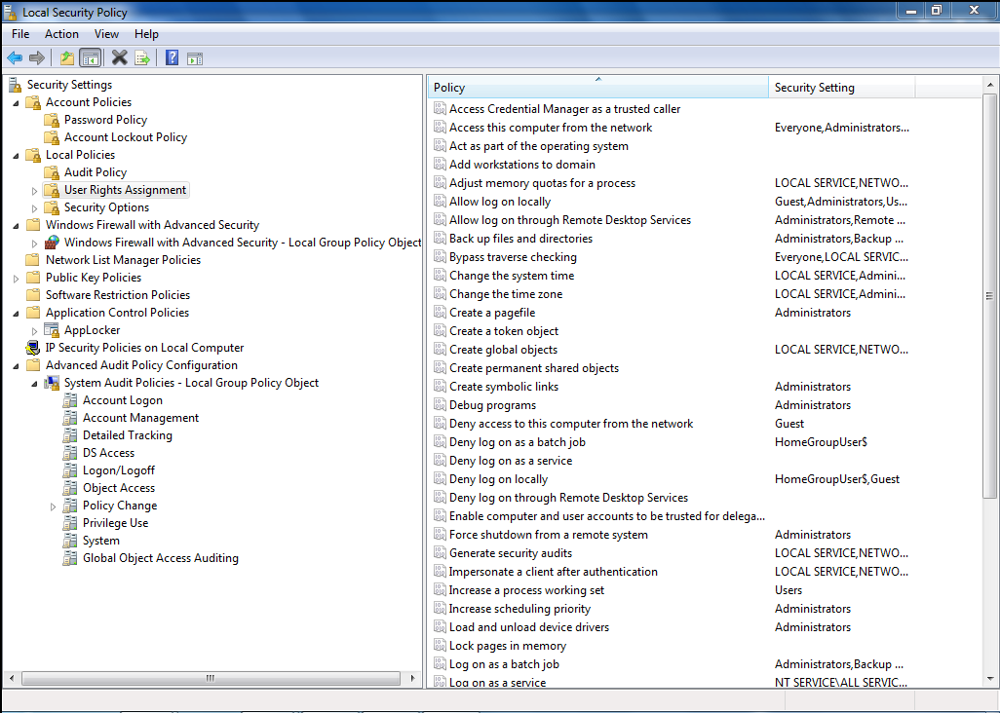 Local Security Policy
File Action View Help
Security Settings
Account Policies
Password Policy
Account Lockout Policy
Local Policies
Audit Policy
User Rights Assignment
Security Options
Windows Firewall with Advanced Security
Windows Firewall with Advanced Security - Local Group Policy Object
Network List Manager Policies
Public Key Policies
Software Restriction Policies
Application Control Policies
AppLocker
IP Security Policies on Local Computer
Advanced Audit Policy Configuration
System Audit Policies - Local Group Policy Object
Account Logon
Account Management
Detailed Tracking
DS Access
Logon/Logoff
Object Access
Policy Change
Privilege Use
System
Global Object Access Auditing
Policy Security Setting
Access Credential Manager as a trusted caller
Access this computer from the network Everyone,Administrators...
Act as part of the operating system
Add workstations to domain
Adjust memory quotas for a process LOCAL SERVICE,NETWO...
Allow log on locally Guest,Administrators,Us...
Allow log on through Remote Desktop Services Administrators,Remote ...
Back up files and directories Administrators,Backup ...
Bypass traverse checking Everyone,LOCAL SERVIC...
Change the system time LOCAL SERVICE,Admini...
Change the time zone LOCAL SERVICE,Admini...
Create a pagefile Administrators
Create a token object
Create global objects LOCAL SERVICE,NETWO...
Create permanent shared objects
Create symbolic links Administrators
Debug programs Administrators
Deny access to this computer from the network Guest
Deny log on as a batch job HomeGroupUser$
Deny log on as a service
Deny log on locally HomeGroupUser$,Guest
Deny log on through Remote Desktop Services
Enable computer and user accounts to be trusted for delega...
Force shutdown from a remote system Administrators
Generate security audits LOCAL SERVICE,NETWO...
Impersonate a client after authentication LOCAL SERVICE,NETWO...
Increase a process working set Users
Increase scheduling priority Administrators
Load and unload device drivers Administrators
Lock pages in memory
Log on as a batch job Administrators,Backup ...
Log on as a service NT SERVICE\ALL SERVIC...